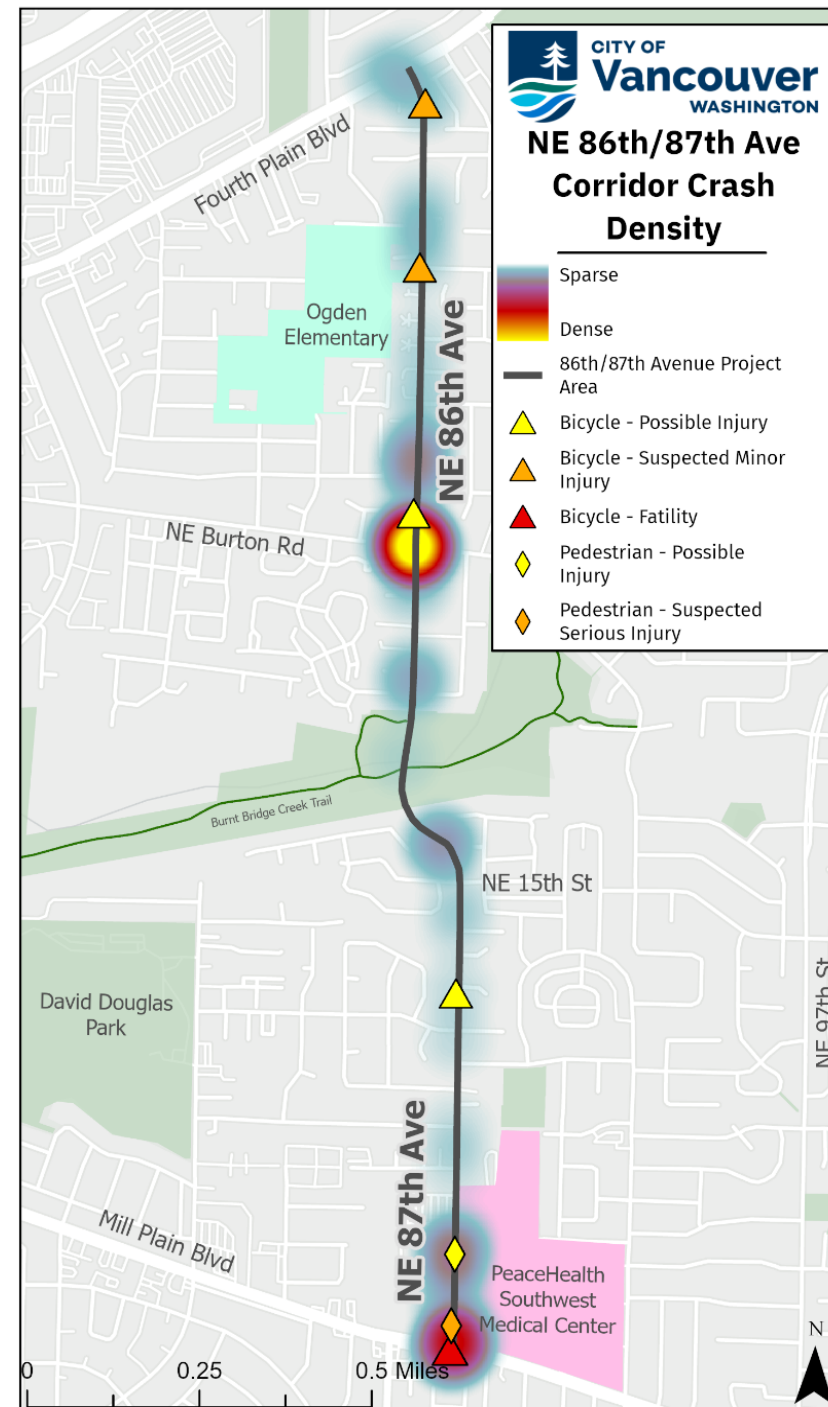 CITY OF
Vancouver
WASHINGTON
NE 86th/87th Ave
Corridor Crash
Density
Sparse
Dense
86th/87th Avenue Project
Area
Bicycle - Possible Injury
Bicycle - Suspected Minor
Injury
Bicycle - Fatility
Pedestrian - Possible
Injury
Pedestrian - Suspected
Serious Injury
Fourth Plain Blvd
Ogden
Elementary
NE 86th Ave
NE Burton Rd
Burnt Bridge Creek Trail
NE 15th St
David Douglas
Park
NE 97th St
NE 87th Ave
Mill Plain Blvd
PeaceHealth
Southwest
Medical Center
N
0 0.25 0.5 Miles